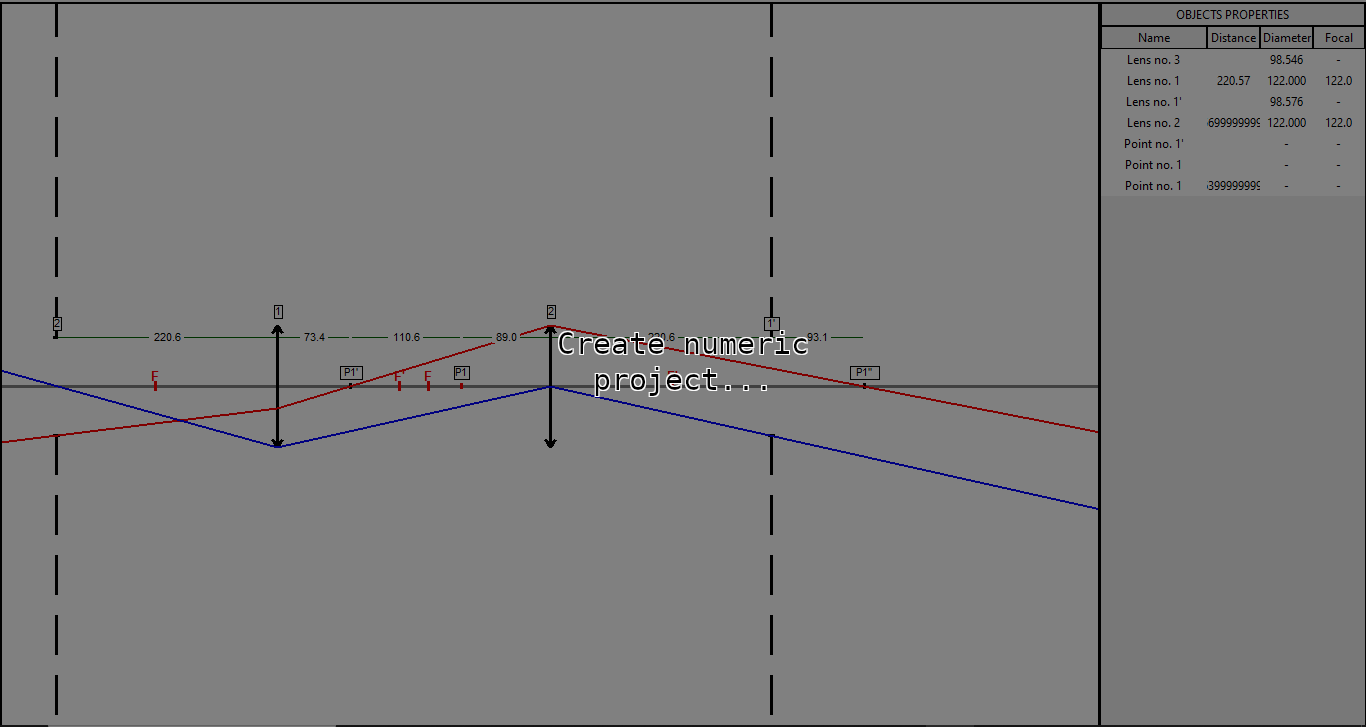 OBJECTS PROPERTIES
Name Distance Diameter Focal
Lens no. 3 98.546 -
Lens no. 1 220.57 122.000 122.0
Lens no. 1' 98.576 -
Lens no. 2 699999999 122.000 122.0
Point no. 1' - -
Point no. 1 - -
Point no. 1 399999999 - -
2 1 2 1'
220.6 73.4 110.6 89.0 93.1
Create numeric
project...
F P1' F' F P1 P1"